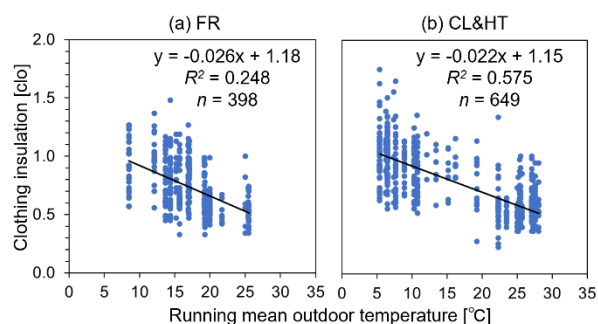 (a) FR
(b) CL&HT
y = -0.026x + 1.18
R² = 0.248
n = 398
y = -0.022x + 1.15
R² = 0.575
n = 649
Clothing insulation [clo]
2.0
1.5
1.0
0.5
0.0
0 5 10 15 20 25 30 35
0 5 10 15 20 25 30 35
Running mean outdoor temperature [°C]